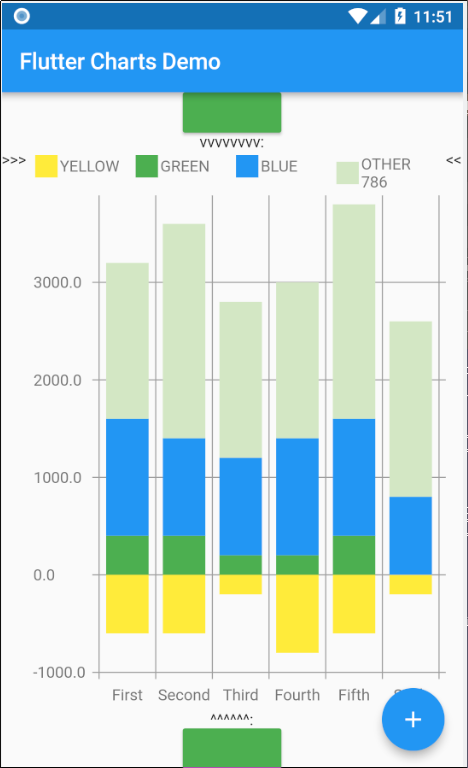 11:51
Flutter Charts Demo
vvvvvvvv:
>>> YELLOW GREEN BLUE OTHER <<
786
3000.0
2000.0
1000.0
0.0
-1000.0
First Second Third Fourth Fifth
^^^^^^:
+